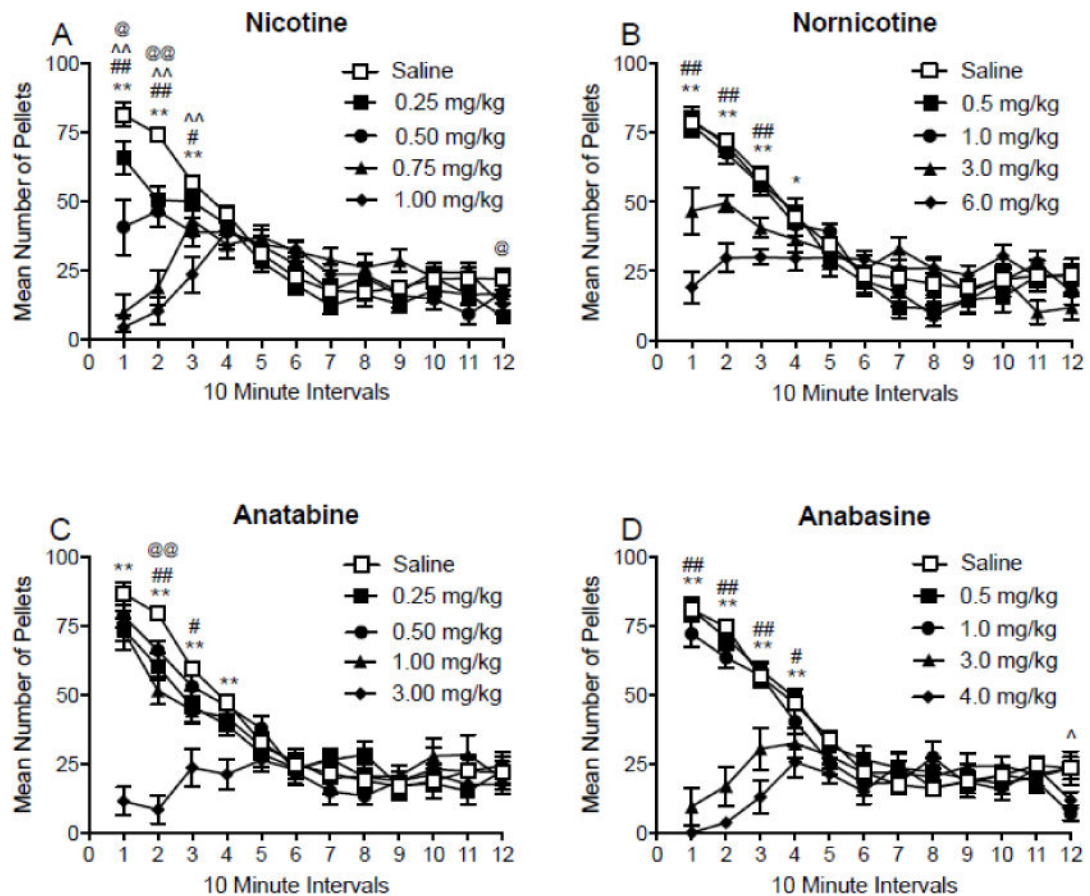 A
Nicotine
@
^^
##
**
@@
^^
##
**
^^
#
**
@
Saline
0.25 mg/kg
0.50 mg/kg
0.75 mg/kg
1.00 mg/kg
Mean Number of Pellets
100
75
50
25
0
0 1 2 3 4 5 6 7 8 9 10 11 12
10 Minute Intervals
B
Nornicotine
##
**
##
**
##
**
*
Saline
0.5 mg/kg
1.0 mg/kg
3.0 mg/kg
6.0 mg/kg
Mean Number of Pellets
100
75
50
25
0
0 1 2 3 4 5 6 7 8 9 10 11 12
10 Minute Intervals
C
Anatabine
**
@@
##
**
#
**
**
Saline
0.25 mg/kg
0.50 mg/kg
1.00 mg/kg
3.00 mg/kg
Mean Number of Pellets
100
75
50
25
0
0 1 2 3 4 5 6 7 8 9 10 11 12
10 Minute Intervals
D
Anabasine
##
**
##
**
##
**
#
**
^
Saline
0.5 mg/kg
1.0 mg/kg
3.0 mg/kg
4.0 mg/kg
Mean Number of Pellets
100
75
50
25
0
0 1 2 3 4 5 6 7 8 9 10 11 12
10 Minute Intervals